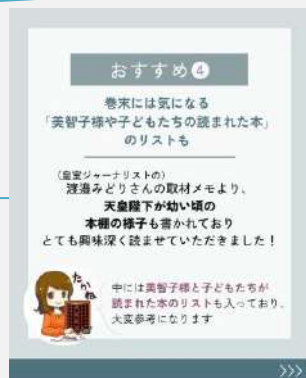 おすすめ❹
巻末には気になる
「美智子様や子どもたちの読まれた本」
のリストも
(皇室ジャーナリストの)
渡邉みどりさんの取材メモより、
天皇陛下が幼い頃の
本棚の様子も書かれており
とても興味深く読ませていただきました！
たかね
中には美智子様と子どもたちが
読まれた本のリストも入っており、
大変参考になります
>>>